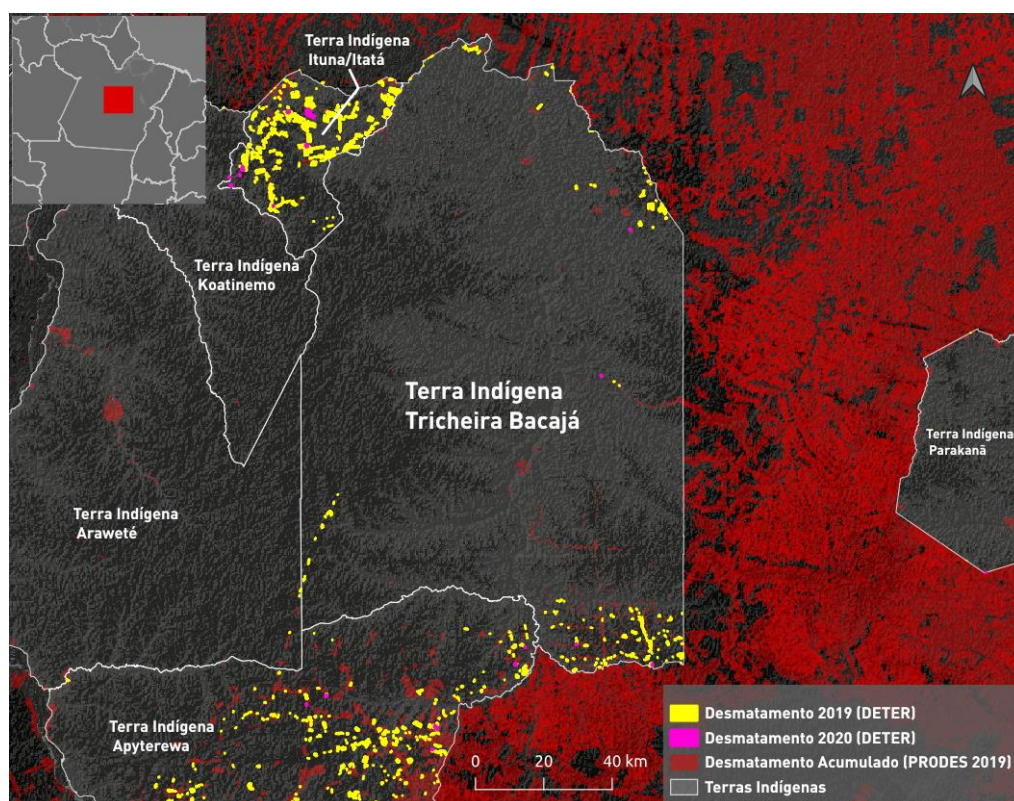 Terra Indígena
Ituna/Itatá
Terra Indígena
Koatinemo
Terra Indígena
Tricheira Bacajá
Terra Indígena
Parakanã
Terra Indígena
Araweté
Terra Indígena
Apyterewa
0 20 40 km
Desmatamento 2019 (DETER)
Desmatamento 2020 (DETER)
Desmatamento Acumulado (PRODES 2019)
Terras Indígenas